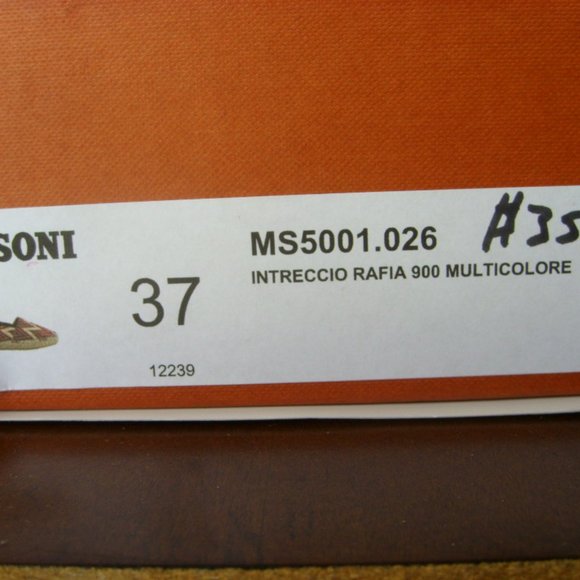 SONI
MS5001.026
#35
37
INTRECCIO RAFIA 900 MULTICOLORE
12239